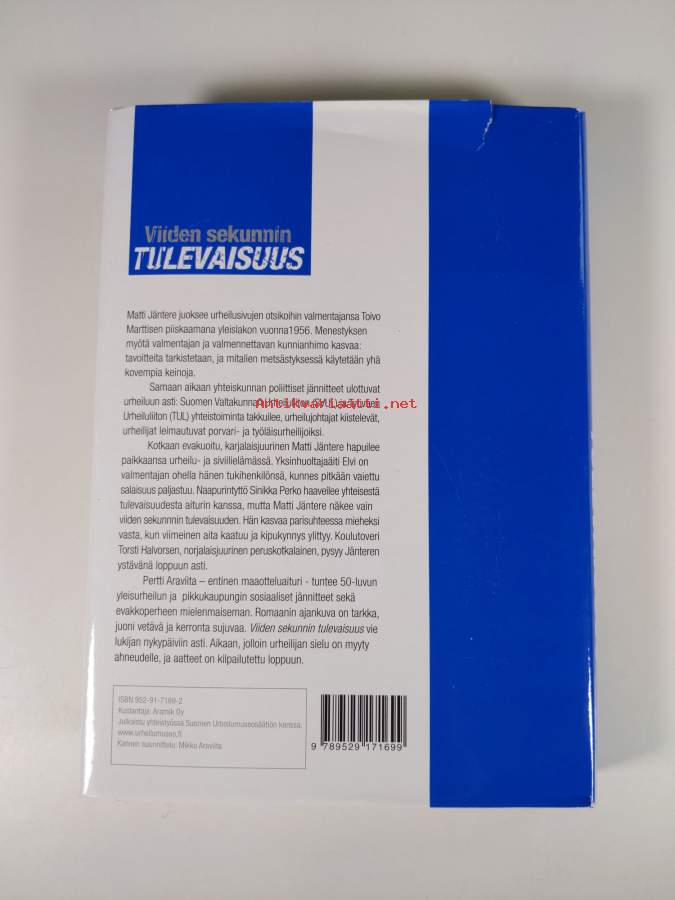 Viiden sekunnin
TULEVAISUUS
Matti Jäntere juoksee urheilusivujen otsikoihin valmentajansa Toivo
Marttisen piiskaamana yleislakon vuonna1956. Menestyksen
myötä valmentajan ja valmennettavan kunnianhimo kasvaa:
tavoitteita tarkistetaan, ja mitalien metsästyksessä käytetään yhä
kovempia keinoja.
Samaan aikaan yhteiskunnan poliittiset jännitteet ulottuvat
urheiluun asti: Suomen Valtakunnan Urheiluliiton (SVUL) ja Työväen
Antikvariaatti.net
Urheiluliiton (TUL) yhteistoiminta takkuilee, urheilujohtajat kiistelevät,
urheilijat leimautuvat porvari- ja työläisurheilijoiksi.
Kotkaan evakuoitu, karjalaisjuurinen Matti Jäntere hapuilee
paikkaansa urheilu- ja siviilielämässä. Yksinhuoltajaäiti Elvi on
valmentajan ohella hänen tukihenkilönsä, kunnes pitkään vaiettu
salaisuus paljastuu. Naapurintyttö Sinikka Perko haaveilee yhteisestä
tulevaisuudesta aiturin kanssa, mutta Matti Jäntere näkee vain
viiden sekunnnin tulevaisuuden. Hän kasvaa parisuhteessa mieheksi
vasta, kun viimeinen aita kaatuu ja kipukynnys ylittyy. Koulutoveri
Torsti Halvorsen, norjalaisjuurinen peruskotkalainen, pysyy Jänteren
ystävänä loppuun asti.
Pertti Araviita – entinen maaotteluaituri - tuntee 50-luvun
yleisurheilun ja pikkukaupungin sosiaaliset jännitteet sekä
evakkoperheen mielenmaiseman. Romaanin ajankuva on tarkka,
juoni vetävä ja kerronta sujuvaa. Viiden sekunnin tulevaisuus vie
lukijan nykypäiviin asti. Aikaan, jolloin urheilijan sielu on myyty
ahneudelle, ja aatteet on kilpailutettu loppuun.
ISBN 952-91-7169-2
Kustantaja: Aramik Oy
Julkaistu yhteistyössä Suomen Urheilumuseosäätiön kanssa.
www.urheilumuseo.fi
Kannen suunnittelu: Mikko Araviita
9 789529 171699